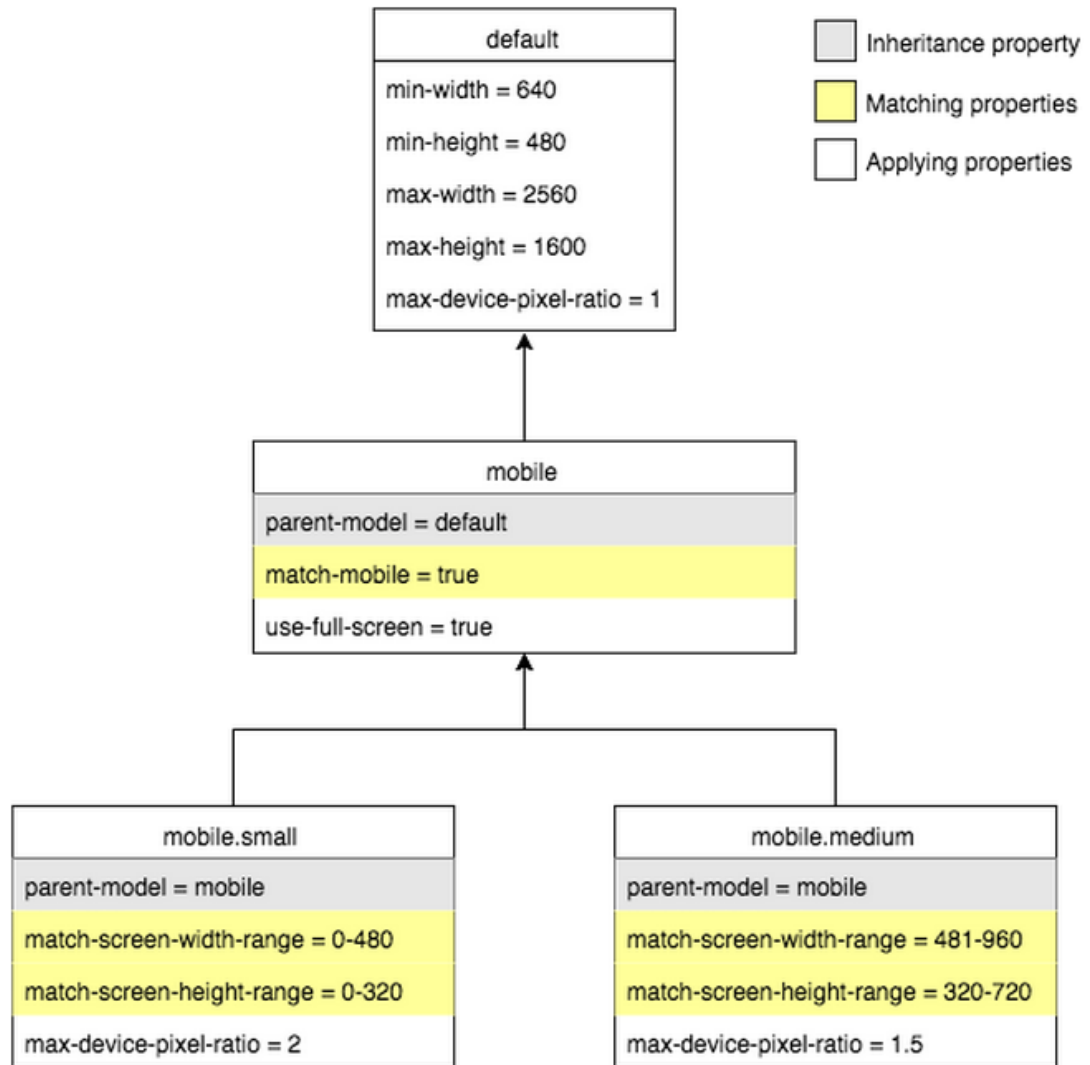 default
min-width = 640
min-height = 480
max-width = 2560
max-height = 1600
max-device-pixel-ratio = 1
Inheritance property
Matching properties
Applying properties
mobile
parent-model = default
match-mobile = true
use-full-screen = true
mobile.small
parent-model = mobile
match-screen-width-range = 0-480
match-screen-height-range = 0-320
max-device-pixel-ratio = 2
mobile.medium
parent-model = mobile
match-screen-width-range = 481-960
match-screen-height-range = 320-720
max-device-pixel-ratio = 1.5